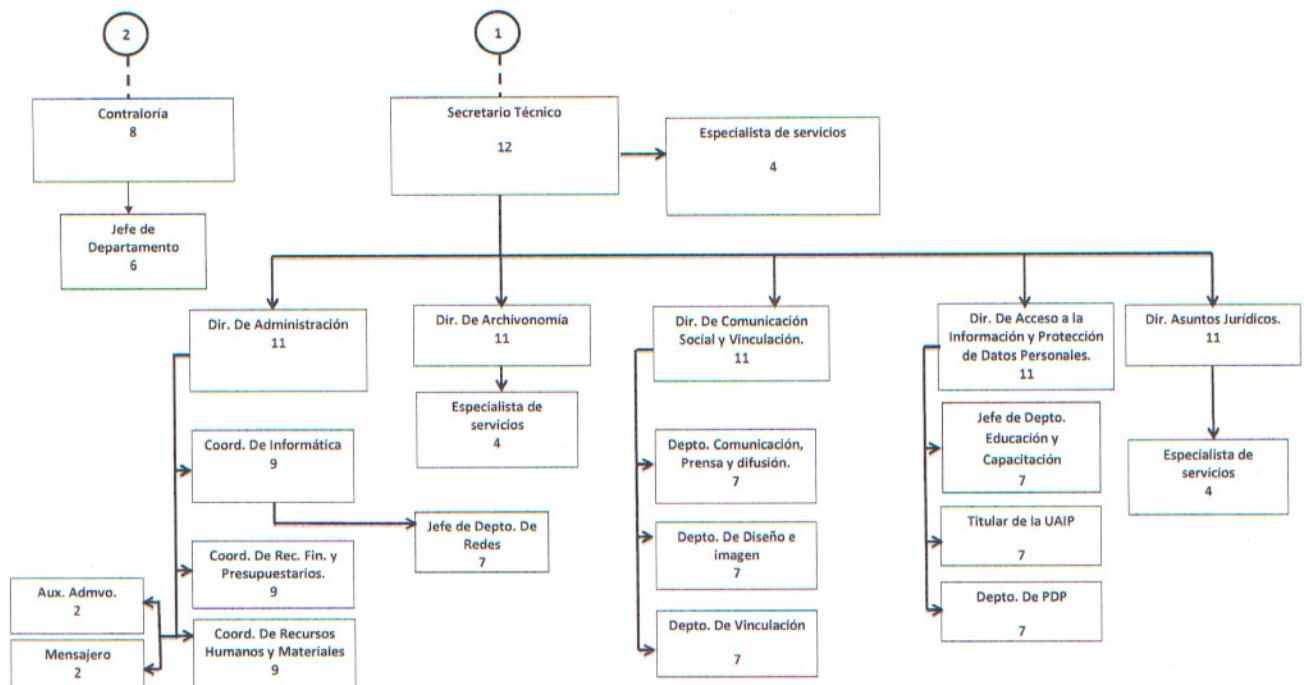 2
1
Contraloría
8
Secretario Técnico
12
Especialista de servicios
4
Jefe de
Departamento
6
Dir. De Administración
11
Dir. De Archivonomía
11
Dir. De Comunicación
Social y Vinculación.
11
Dir. De Acceso a la
Información y Protección
de Datos Personales.
11
Dir. Asuntos Jurídicos.
11
Especialista de
servicios
4
Coord. De Informática
9
Jefe de Depto. De
Redes
7
Coord. De Rec. Fin. y
Presupuestarios.
9
Aux. Admvo.
2
Mensajero
2
Coord. De Recursos
Humanos y Materiales
9
Depto. Comunicación,
Prensa y difusión.
7
Depto. De Diseño e
imagen
7
Depto. De Vinculación
7
Jefe de Depto.
Educación y
Capacitación
7
Titular de la UAIP
7
Depto. De PDP
7
Especialista de
servicios
4